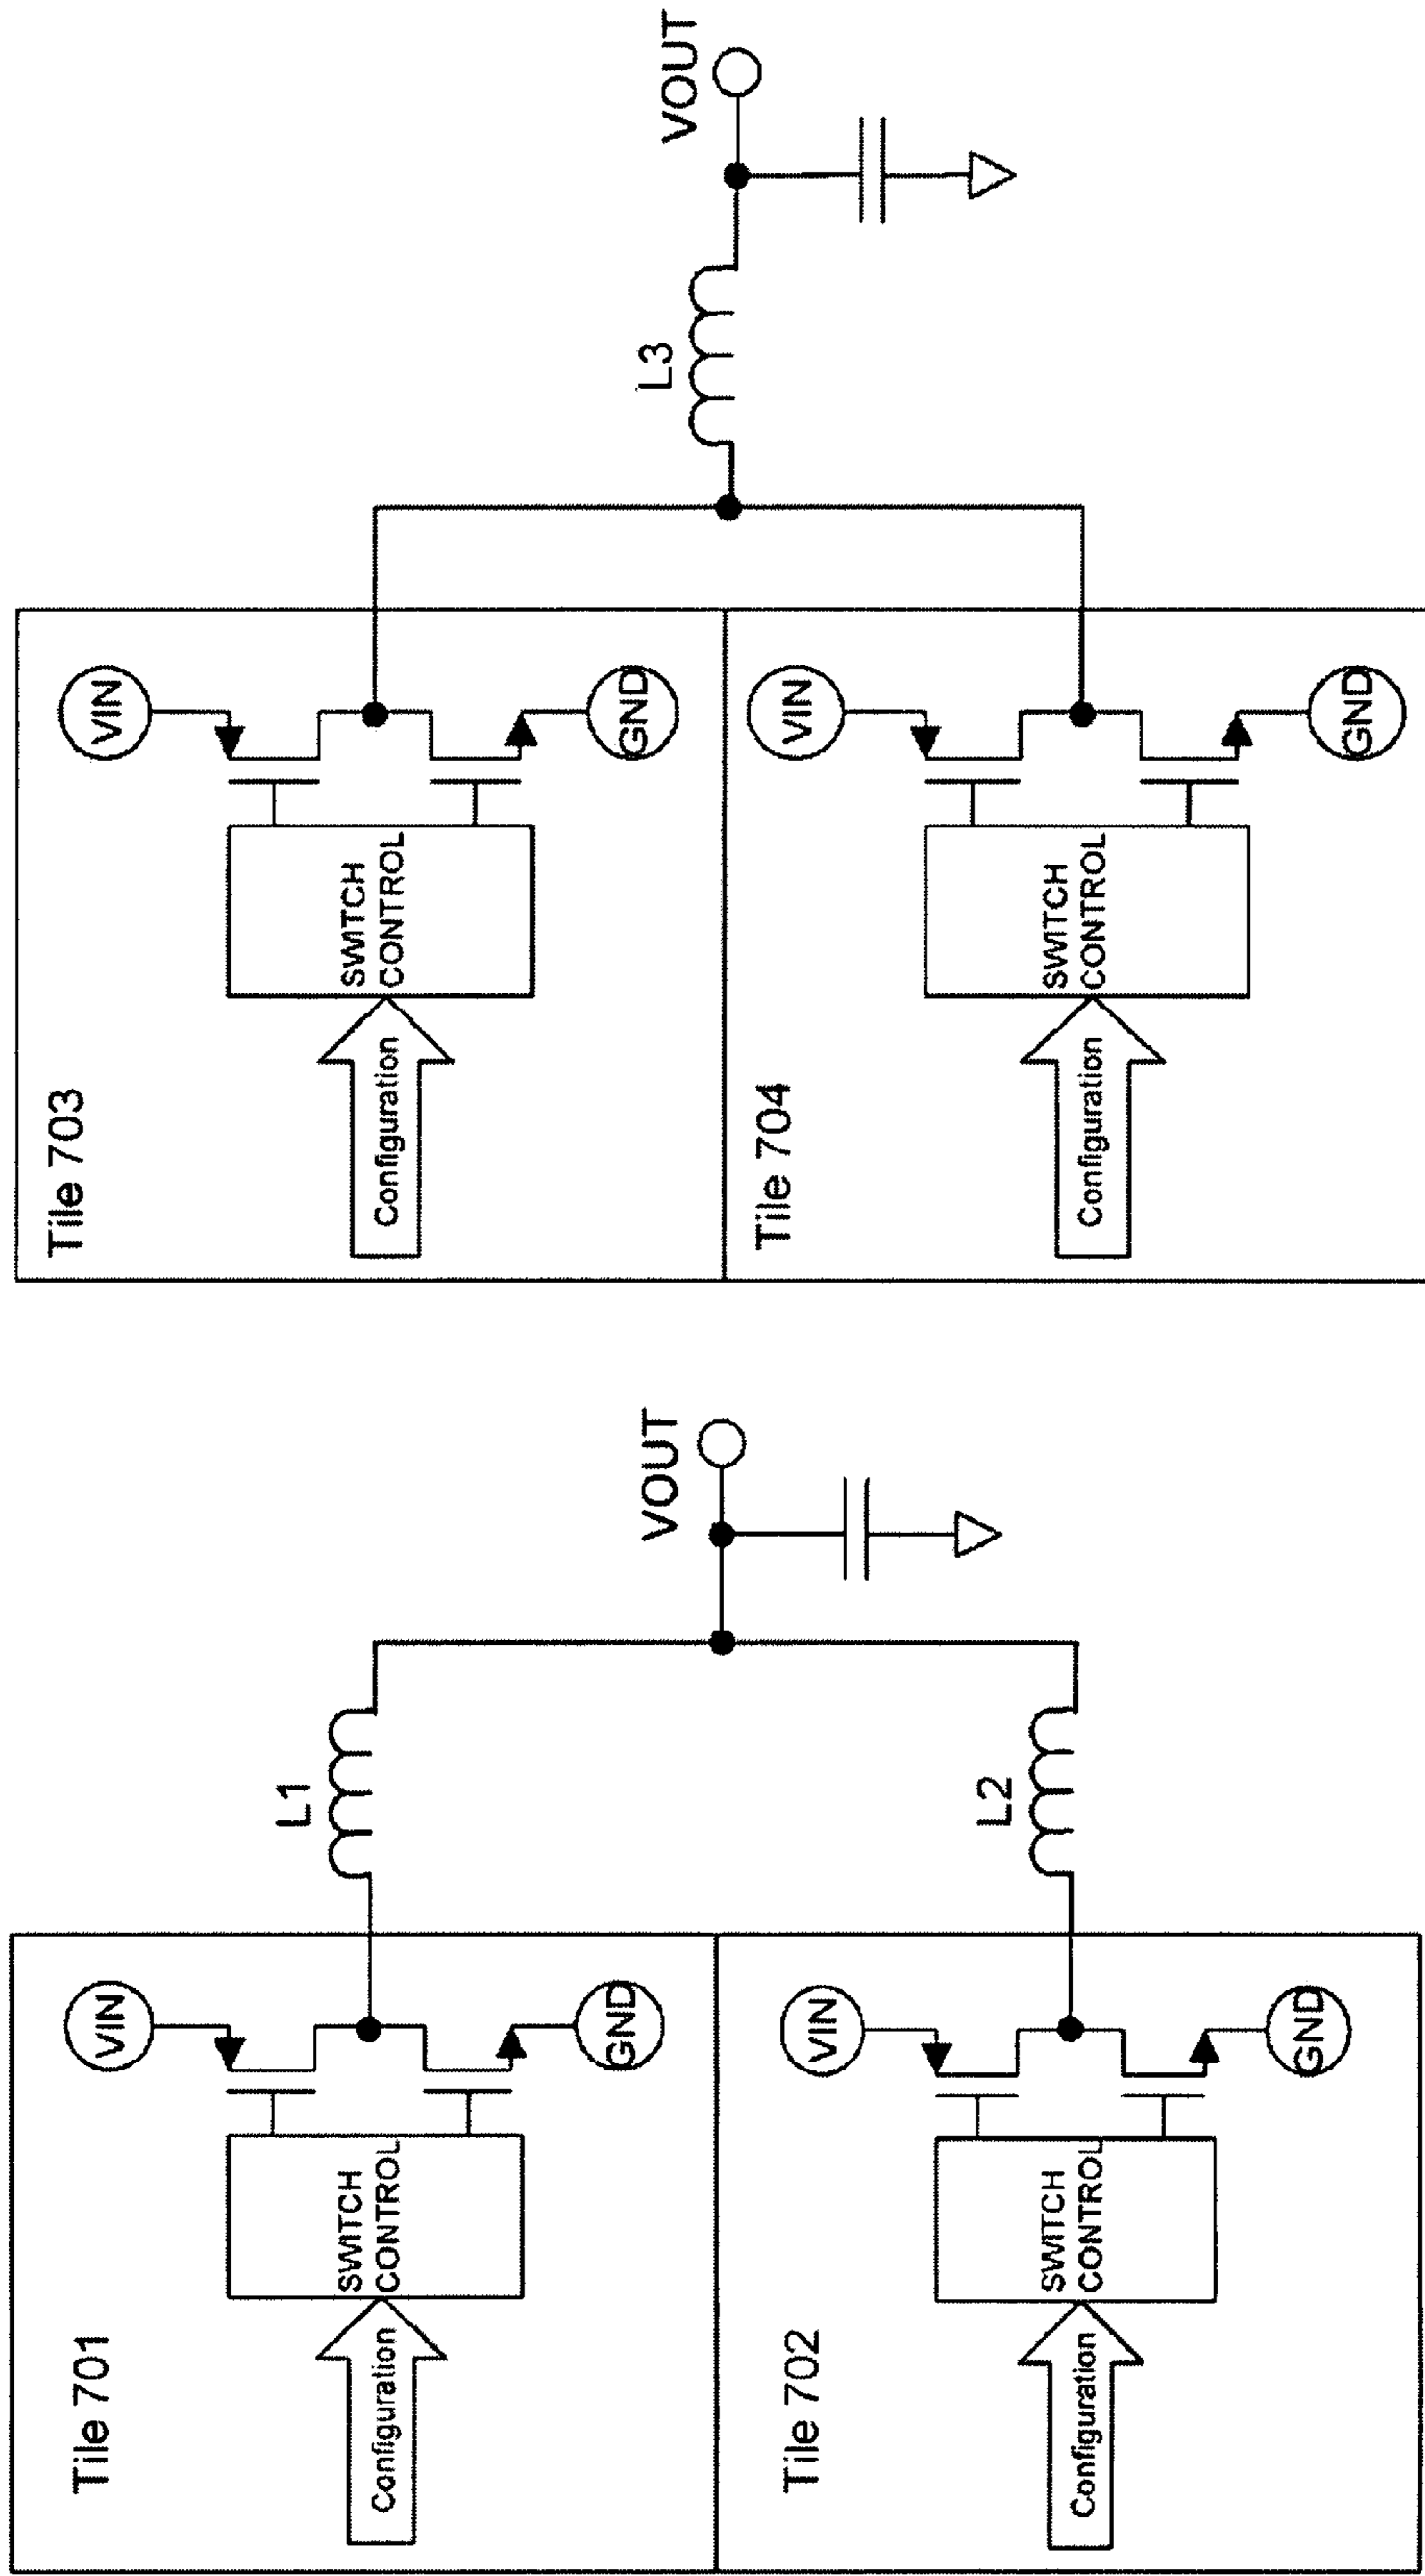 Tile 701
Configuration
SWITCH
CONTROL
VIN
GND
L1
Tile 702
Configuration
SWITCH
CONTROL
VIN
GND
L2
VOUT
Tile 703
Configuration
SWITCH
CONTROL
VIN
GND
Tile 704
Configuration
SWITCH
CONTROL
VIN
GND
L3
VOUT